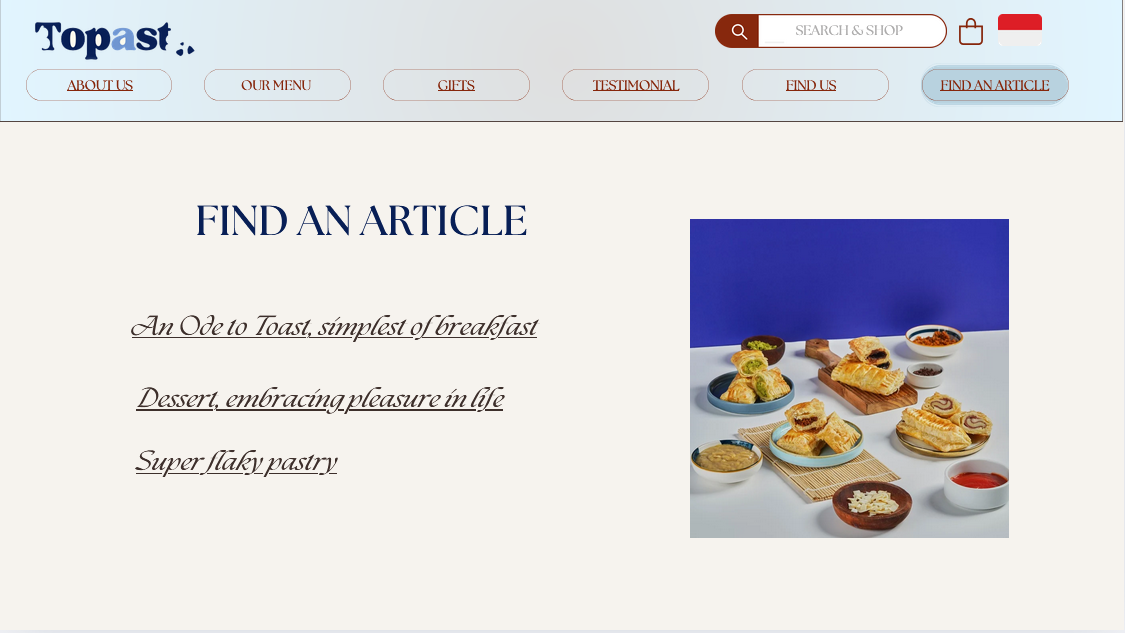 Topast
SEARCH & SHOP
ABOUT US
OUR MENU
GIFTS
TESTIMONIAL
FIND US
FIND AN ARTICLE
FIND AN ARTICLE
An Ode to Toast, simplest of breakfast
Dessert, embracing pleasure in life
Super flaky pastry